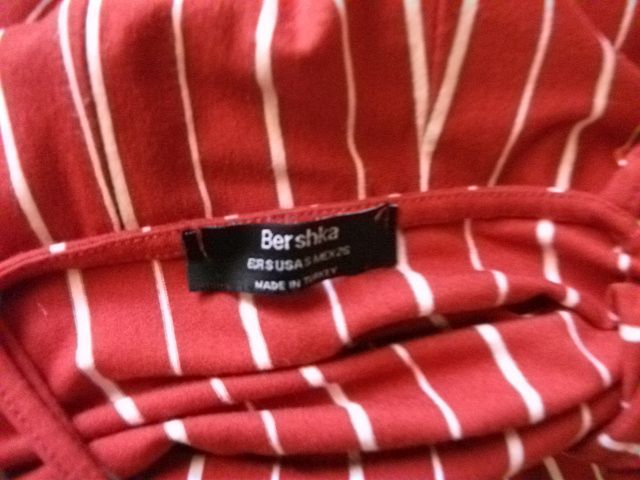 Bershka
EUR S USA S MEX 26
MADE IN TURKEY